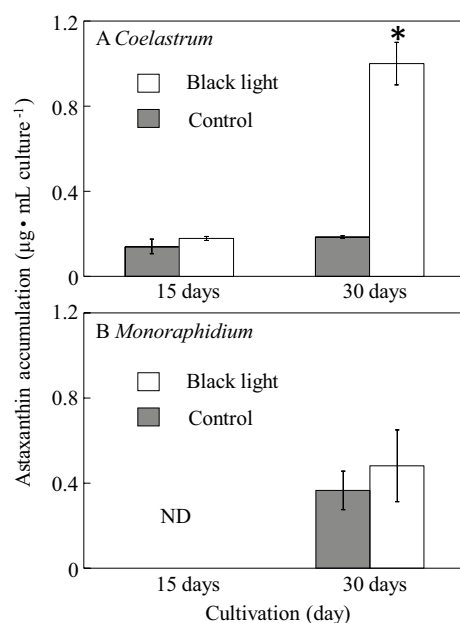 Astaxanthin accumulation (µg • mL culture⁻¹)
1.2
0.8
0.4
0
A Coelastrum
Black light
Control
*
15 days
30 days
1.2
0.8
0.4
0
B Monoraphidium
Black light
Control
ND
15 days
30 days
Cultivation (day)